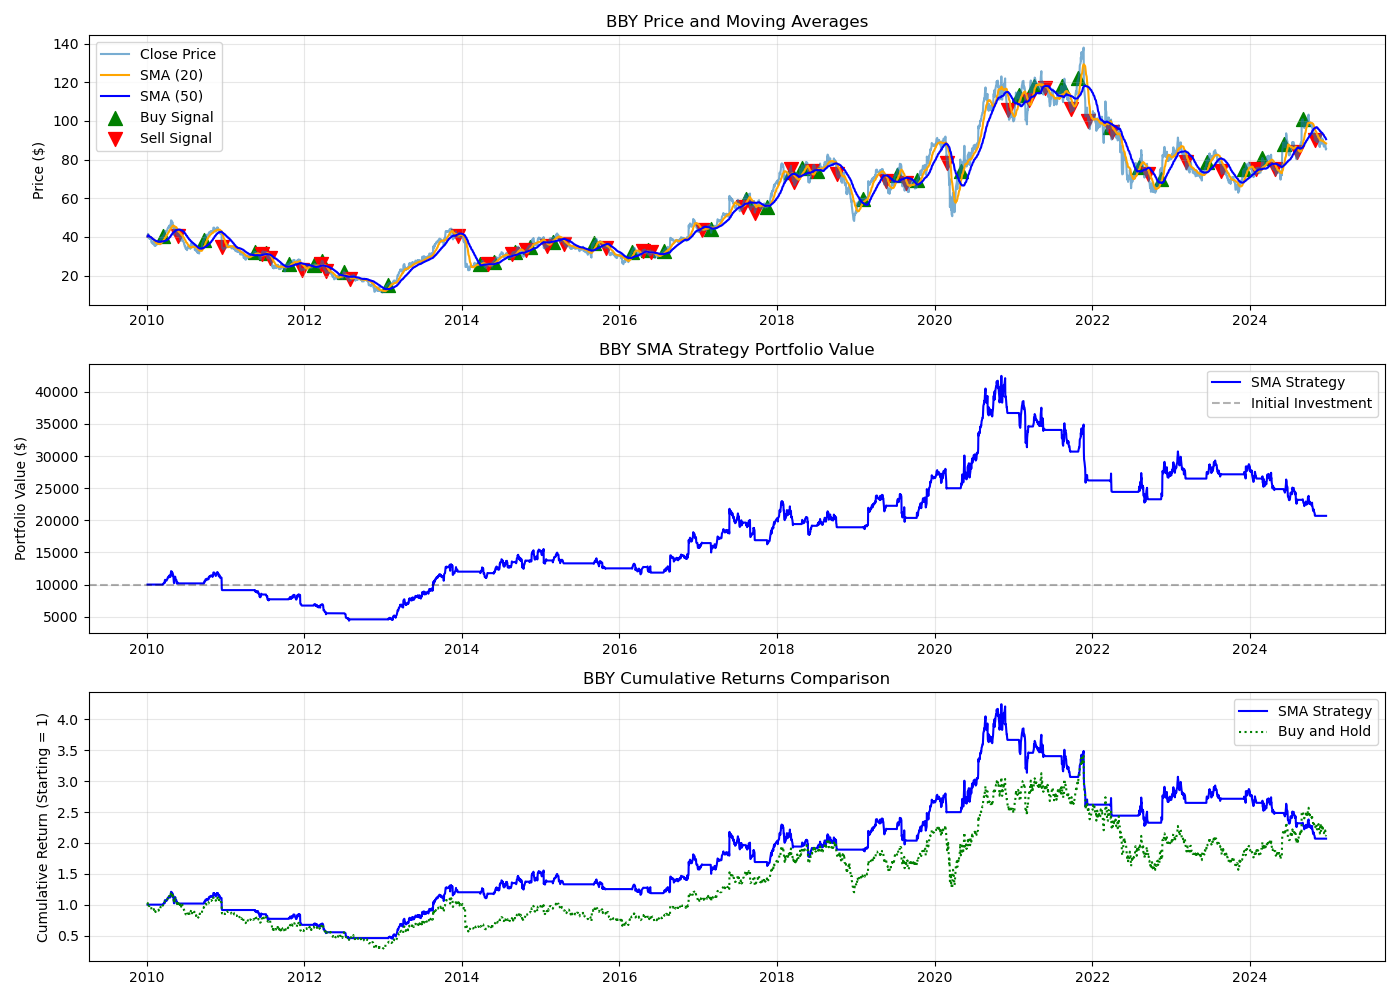 BBY Price and Moving Averages
Price ($)
140
120
100
80
60
40
20
Close Price
SMA (20)
SMA (50)
Buy Signal
Sell Signal
2010 2012 2014 2016 2018 2020 2022 2024
BBY SMA Strategy Portfolio Value
Portfolio Value ($)
40000
35000
30000
25000
20000
15000
10000
5000
SMA Strategy
Initial Investment
2010 2012 2014 2016 2018 2020 2022 2024
BBY Cumulative Returns Comparison
Cumulative Return (Starting = 1)
4.0
3.5
3.0
2.5
2.0
1.5
1.0
0.5
SMA Strategy
Buy and Hold
2010 2012 2014 2016 2018 2020 2022 2024